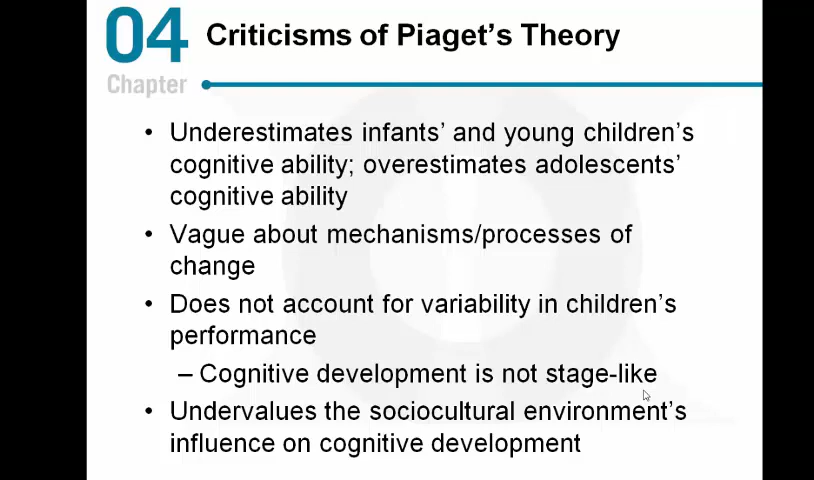 04
Chapter
Criticisms of Piaget's Theory
• Underestimates infants' and young children's
cognitive ability; overestimates adolescents'
cognitive ability
• Vague about mechanisms/processes of
change
• Does not account for variability in children's
performance
– Cognitive development is not stage-like
• Undervalues the sociocultural environment's
influence on cognitive development